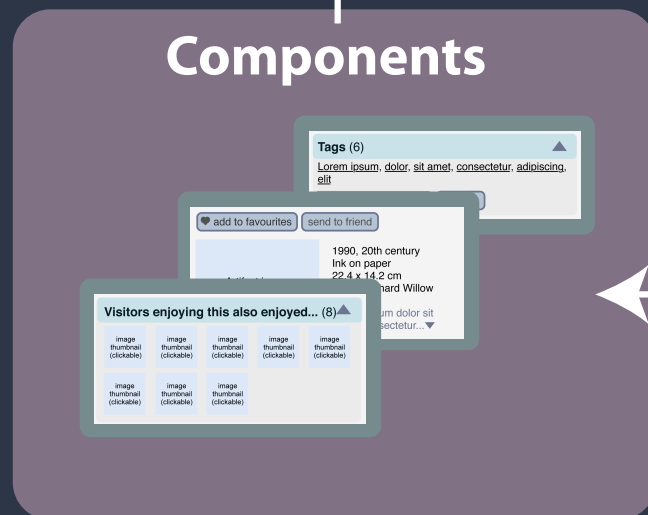 Components
Tags (6)
Lorem ipsum, dolor, sit amet, consectetur, adipiscing,
elit
add to favourites
send to friend
1990, 20th century
Ink on paper
22.4 x 14.2 cm
Willow
dolor sit
Visitors enjoying this also enjoyed... (8)
image
thumbnail
(clickable)
image
thumbnail
(clickable)
image
thumbnail
(clickable)
image
thumbnail
(clickable)
image
thumbnail
(clickable)
image
thumbnail
(clickable)
image
thumbnail
(clickable)
image
thumbnail
(clickable)